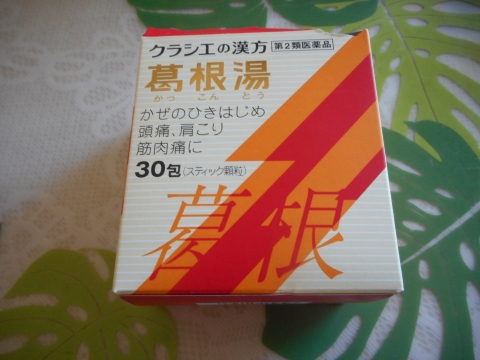 クラシエの漢方 第2類医薬品
葛根湯
かっ こん とう
かぜのひきはじめ
頭痛、肩こり
筋肉痛に
30包(スティック顆粒)
葛根